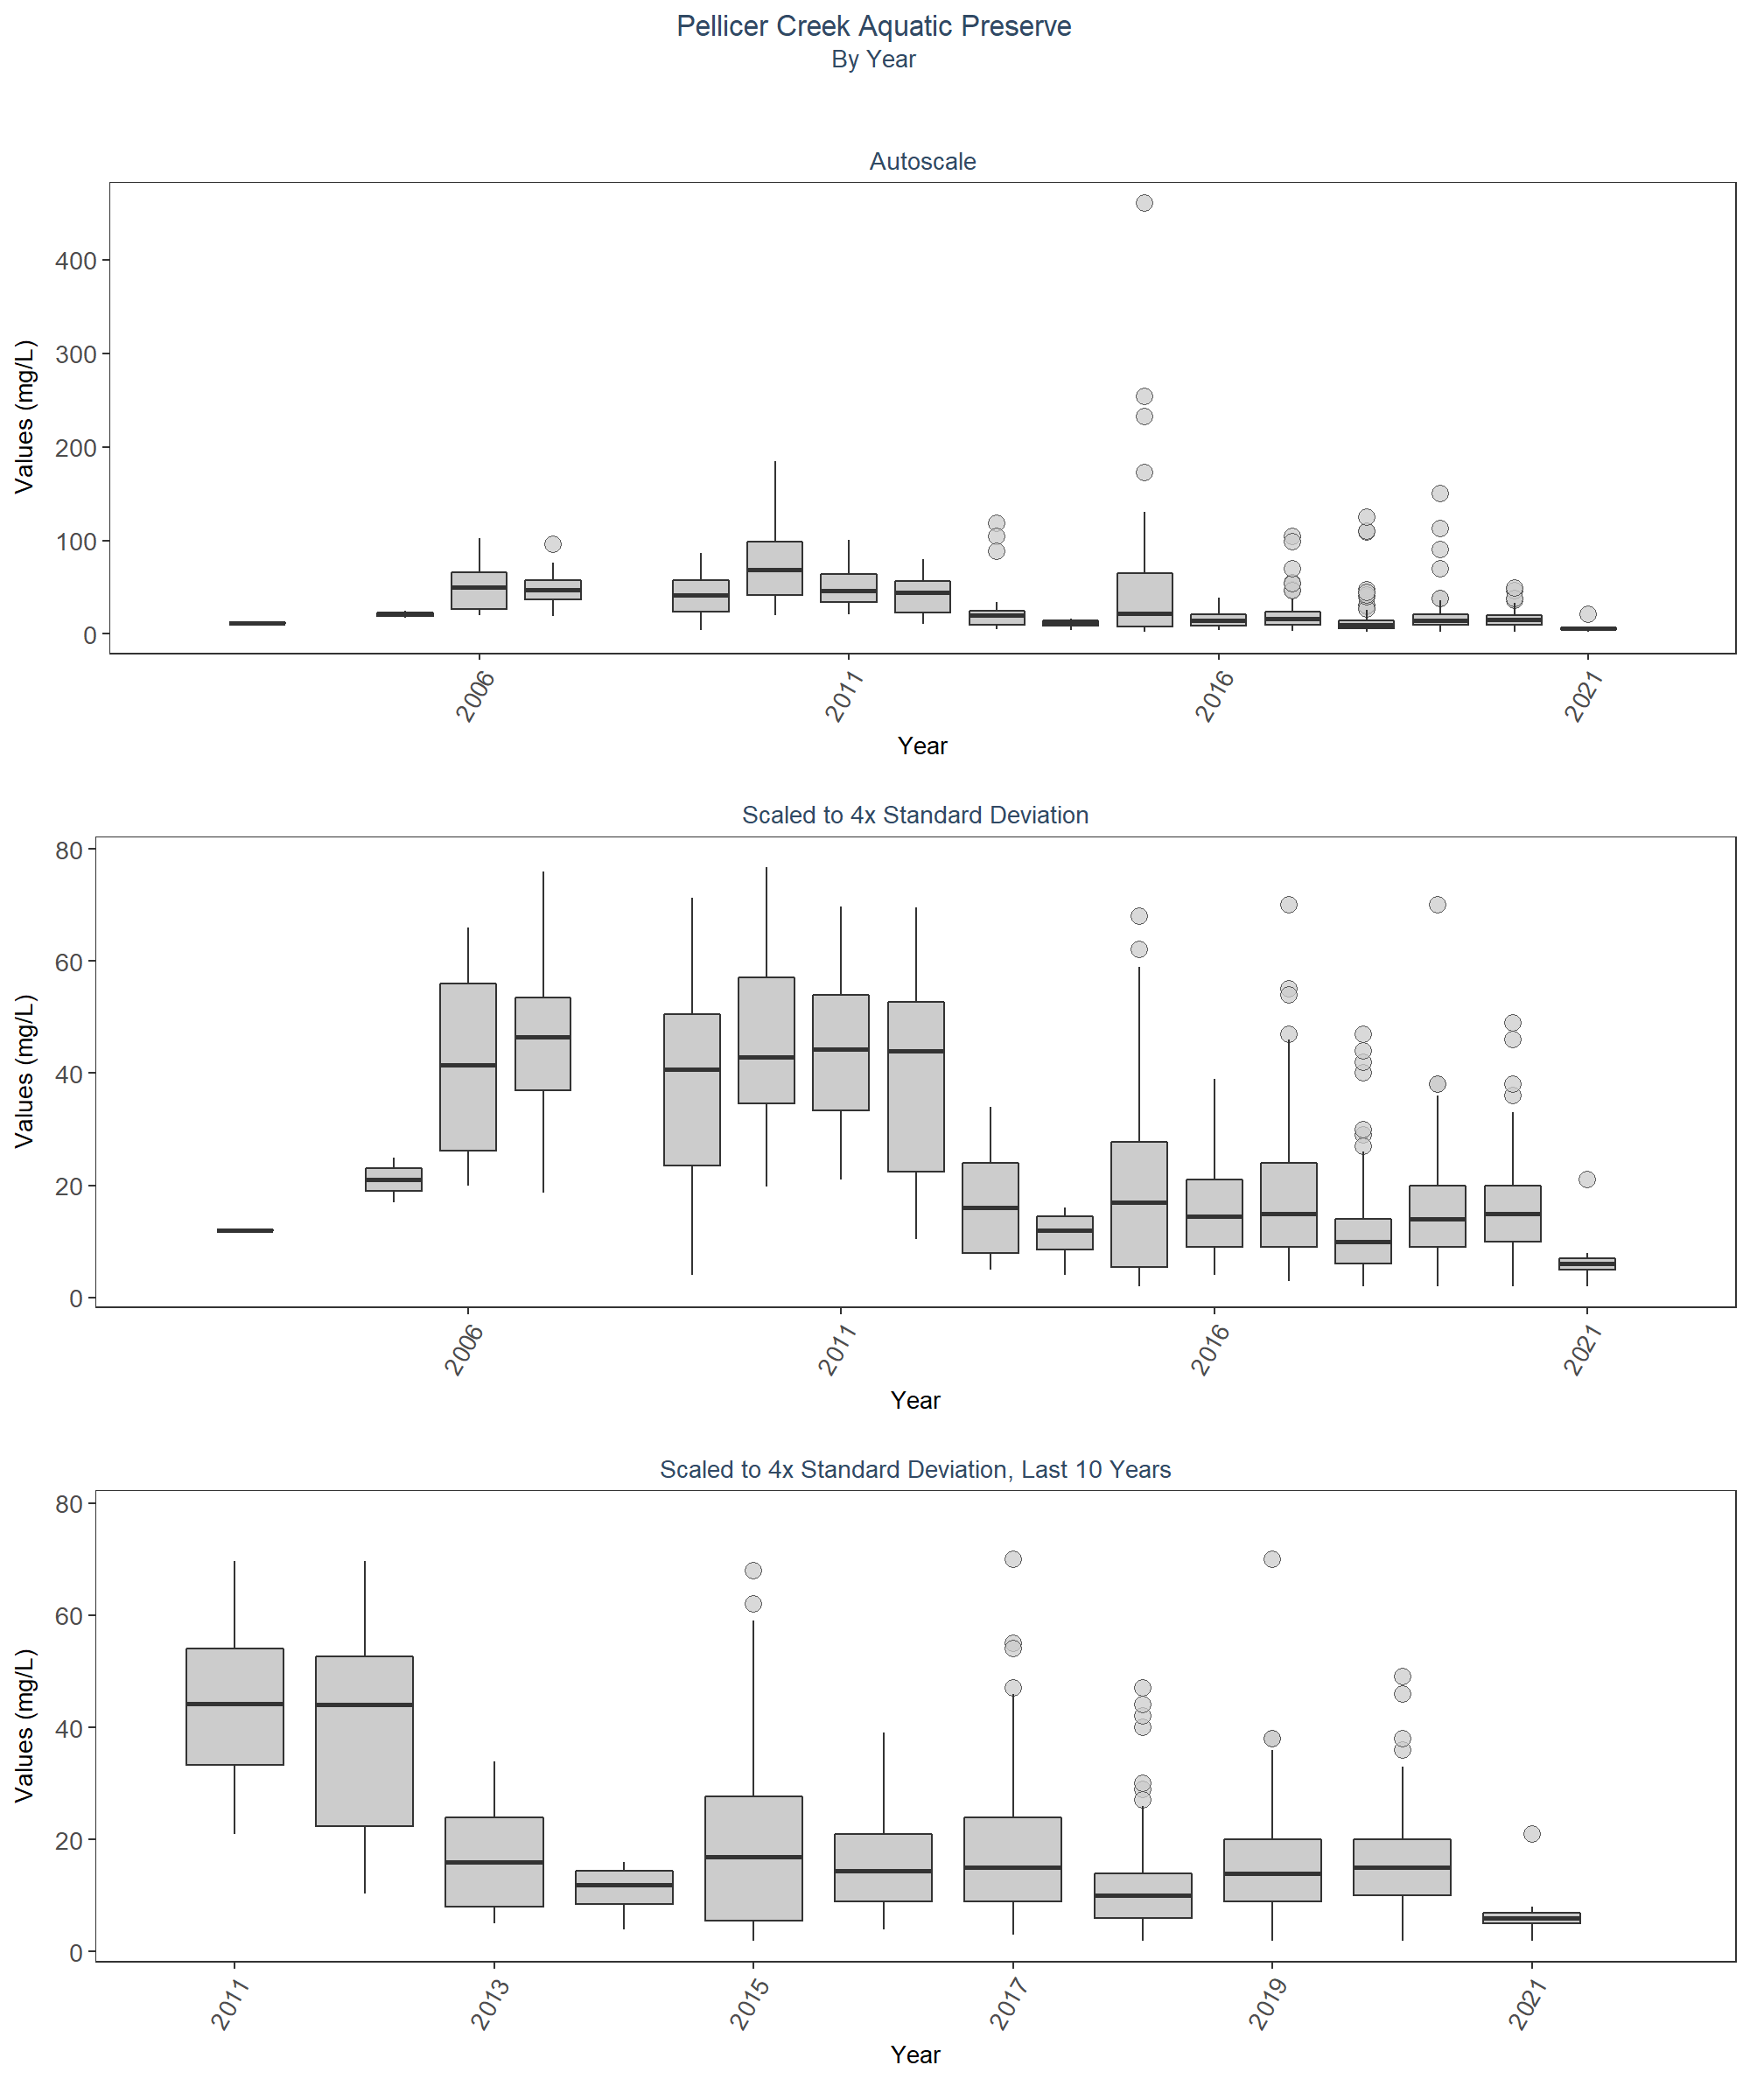 Pellicer Creek Aquatic Preserve
By Year
Autoscale
Values (mg/L)
400
300
200
100
0
2006
2011
2016
2021
Year
Scaled to 4x Standard Deviation
Values (mg/L)
80
60
40
20
0
2006
2011
2016
2021
Year
Scaled to 4x Standard Deviation, Last 10 Years
Values (mg/L)
80
60
40
20
0
2011
2013
2015
2017
2019
2021
Year